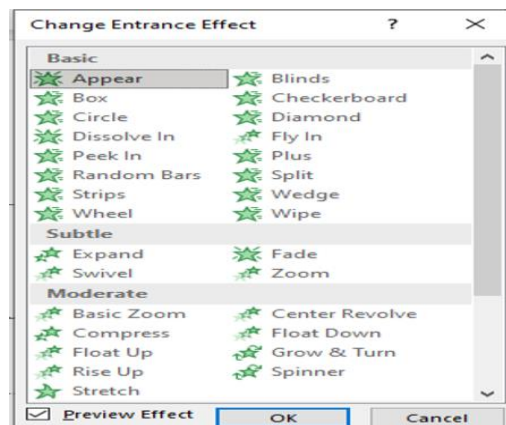 Change Entrance Effect ? ×
Basic
Appear Blinds
Box Checkerboard
Circle Diamond
Dissolve In Fly In
Peek In Plus
Random Bars Split
Strips Wedge
Wheel Wipe
Subtle
Expand Fade
Swivel Zoom
Moderate
Basic Zoom Center Revolve
Compress Float Down
Float Up Grow & Turn
Rise Up Spinner
Stretch
Preview Effect OK Cancel